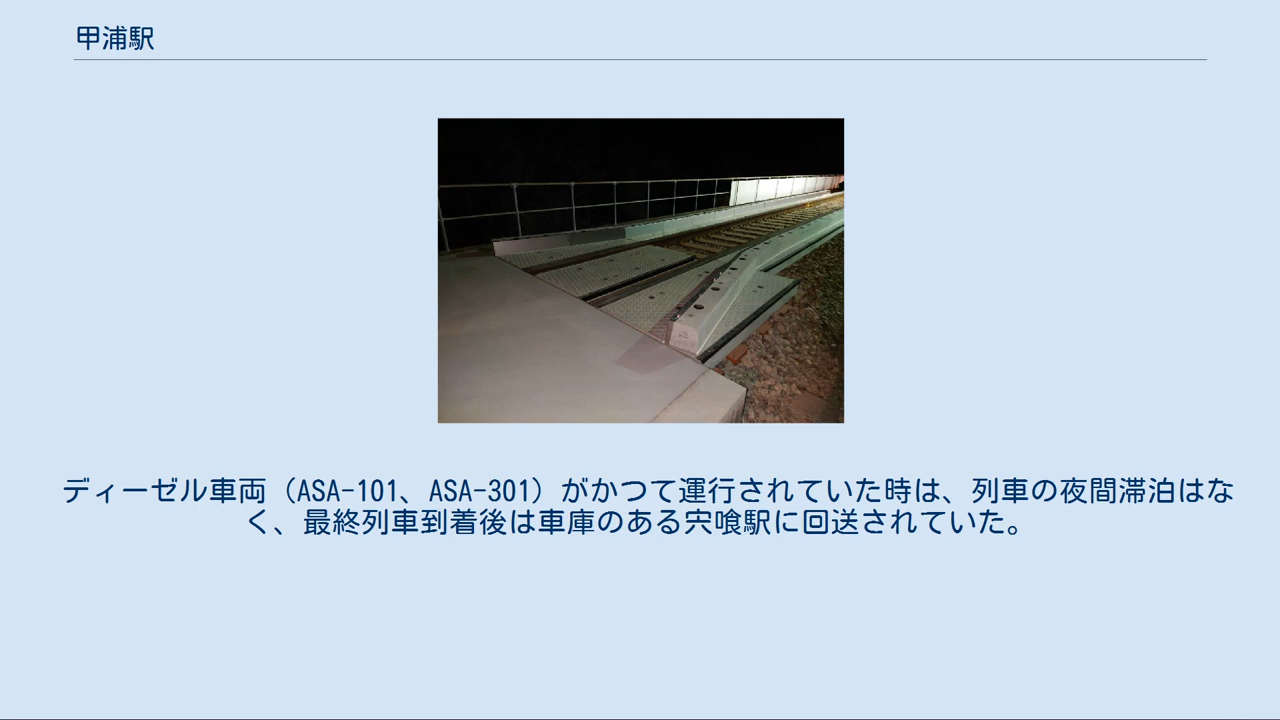 甲浦駅
ディーゼル車両（ASA-101、ASA-301）がかつて運行されていた時は、列車の夜間滞泊はな
く、最終列車到着後は車庫のある宍喰駅に回送されていた。